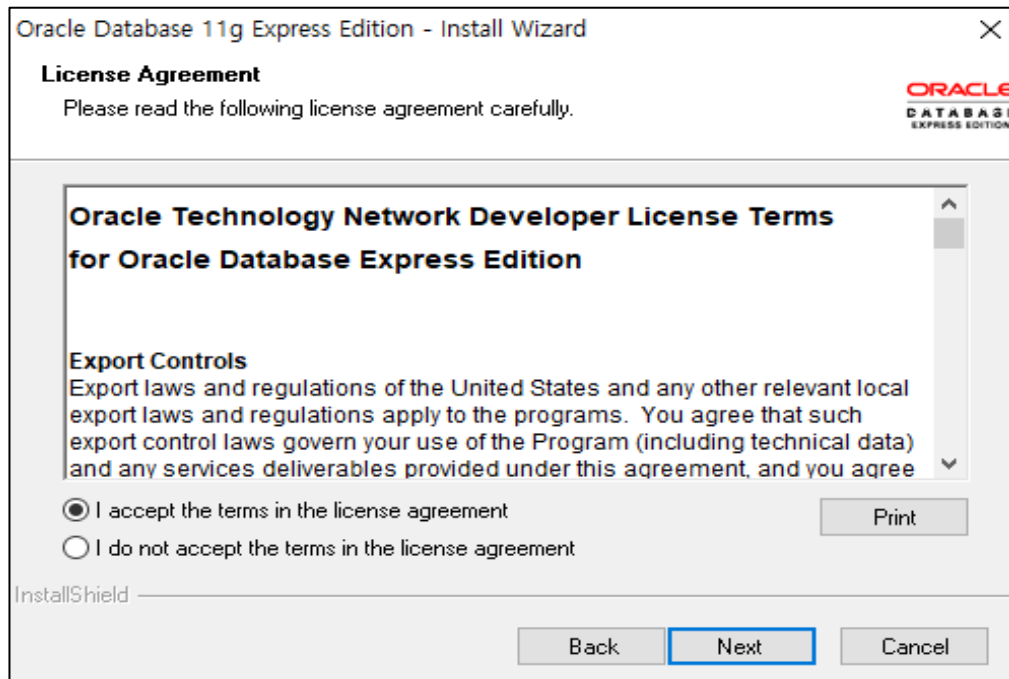 Oracle Database 11g Express Edition - Install Wizard
License Agreement
Please read the following license agreement carefully.
ORACLE
DATABASE
EXPRESS EDITION
Oracle Technology Network Developer License Terms
for Oracle Database Express Edition
Export Controls
Export laws and regulations of the United States and any other relevant local
export laws and regulations apply to the programs.  You agree that such
export control laws govern your use of the Program (including technical data)
and any services deliverables provided under this agreement, and you agree
I accept the terms in the license agreement
Print
I do not accept the terms in the license agreement
InstallShield
Back
Next
Cancel